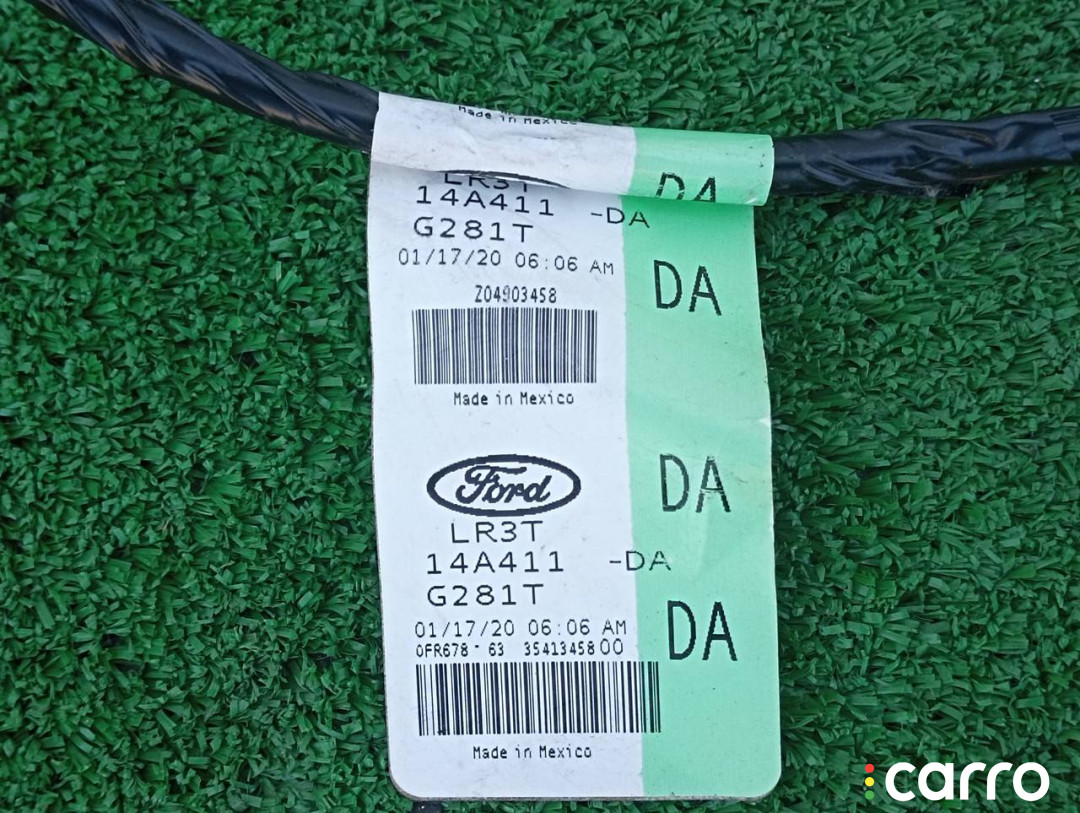 Made in Mexico
LR3T
DA
14A411 -DA
G281T
01/17/20 06:06 AM
DA
Z04903458
Made in Mexico
Ford
DA
LR3T
14A411 -DA
G281T
01/17/20 06:06 AM
DA
0FR678-63 3541345800
Made in Mexico
carro